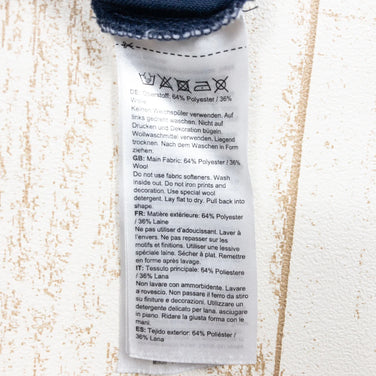 DE: Oberstoff: 64% Polyester / 36%
Wolle
Keinen Weichspüler verwenden. Auf
links gedreht waschen. Nicht auf
Drucken und Dekoration bügeln.
Wollwaschmittel verwenden. Liegend
trocknen. Nach dem Waschen in Form
ziehen.
GB: Main Fabric: 64% Polyester / 36%
Wool
Do not use fabric softeners. Wash
inside out. Do not iron prints and
decoration. Use special wool
detergent. Lay flat to dry. Pull back into
shape.
FR: Matière extérieure: 64% Polyester
/ 36% Laine
Ne pas utiliser d'adoucissant. Laver à
l'envers. Ne pas repasser sur les
motifs et finitions. Utiliser une lessive
spéciale laine. Sécher à plat. Remettre
en forme après lavage.
IT: Tessuto principale: 64% Poliestere
/ 36% Lana
Non lavare con ammorbidente. Lavare
a rovescio. Non passare il ferro da stiro
su finiture e decorazioni. Utilizzare un
detergente delicato per lana. asciugare
in piano. Ridare la giusta forma con le
mani.
ES: Tejido exterior: 64% Poliéster /
36% Lana